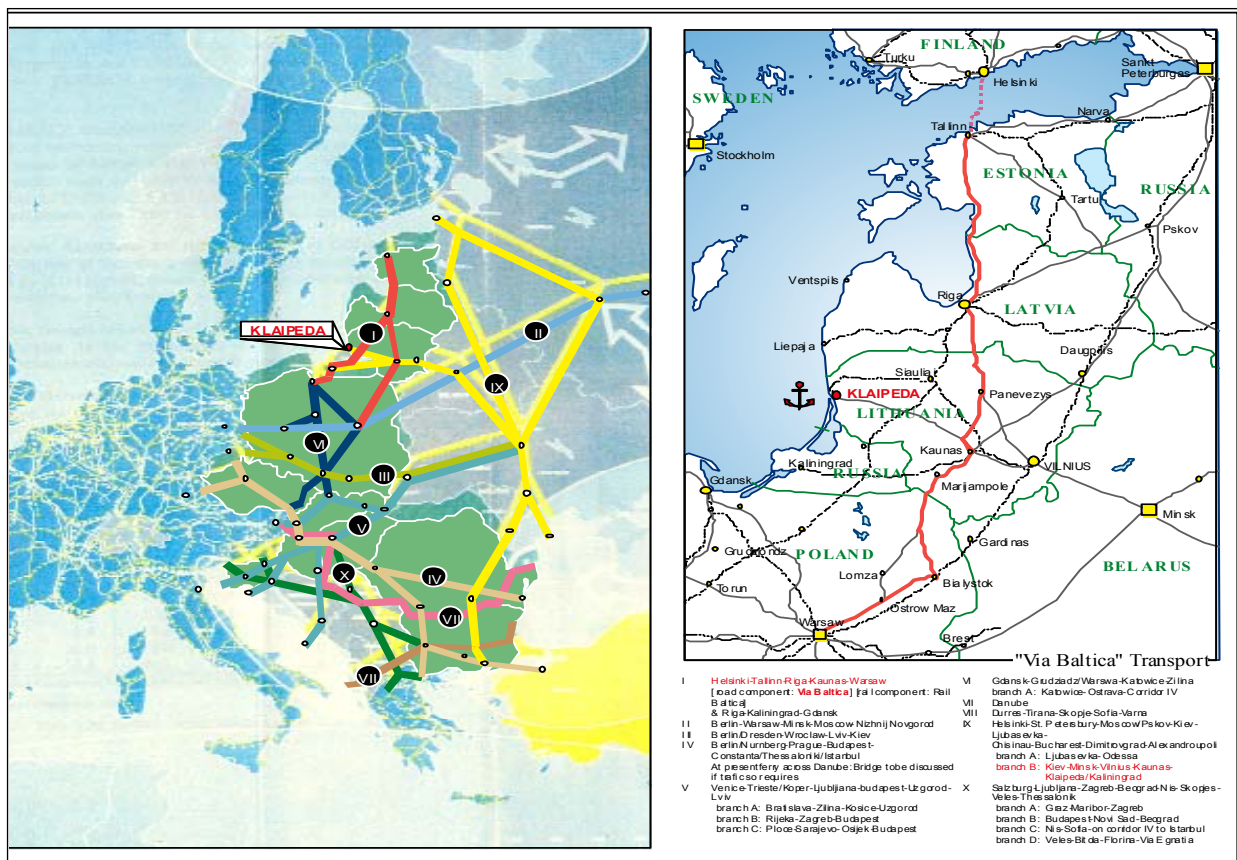 KLAIPEDA
I
II
IX
VI
III
V
X
IV
VII
VII
FINLAND
Turku
Helsinki
Sankt
Peterburgas
SWEDEN
Stockholm
Narva
Tallinn
ESTONIA
RUSSIA
Tartu
Pskov
Ventspils
Riga
LATVIA
Liepaja
Daugpils
Siauliai
KLAIPEDA
Panevezys
LITHUANIA
Kaunas
Kaliningrad
VILNIUS
RUSSIA
Marijampole
Gdansk
Minsk
Gardinas
Grudziondz
POLAND
Lomza
Bialystok
BELARUS
Torun
Ostrow Maz
Warsaw
Brest
"Via Baltica" Transport
I Helsinki-Tallinn-Riga-Kaunas-Warsaw
[road component: Via Baltica] [rail component: Rail
Baltica]
& Riga-Kaliningrad-Gdansk
II Berlin-Warsaw-Minsk-Moscow-Nizhnij Novgorod
III Berlin/Dresden-Wroclaw-Lviv-Kiev
IV Berlin/Nurnberg-Prague-Budapest-
Constanta/Thessaloniki/Istanbul
At present ferry across Danube: Bridge to be discussed
if trafic so requires
V Venice-Trieste/Koper-Ljubljana-budapest-Uzgorod-
Lviv
branch A: Bratislava-Zilina-Kosice-Uzgorod
branch B: Rijeka-Zagreb-Budapest
branch C: Ploce-Sarajevo-Osijek-Budapest
VI Gdansk-Grudziadz/Warswa-Katowice-Zilina
branch A: Katowice-Ostrava-Corridor IV
VII Danube
VIII Durres-Tirana-Skopje-Sofia-Varna
IX Helsinki-St. Petersbury-Moscow/Pskov-Kiev-
Ljubasevka-
Chisinau-Bucharest-Dimitrovgrad-Alexandroupoli
branch A: Ljubasevka-Odessa
branch B: Kiev-Minsk-Vilnius-Kaunas-
Klaipeda/Kaliningrad
X Salzburg-Ljubljana-Zagreb-Beograd-Nis-Skopjes-
Veles-Thessalonik
branch A: Graz-Maribor-Zagreb
branch B: Budapest-Novi Sad-Beograd
branch C: Nis-Sofia-on corridor IV to Istanbul
branch D: Veles-Bitola-Florina-Via Egnatia